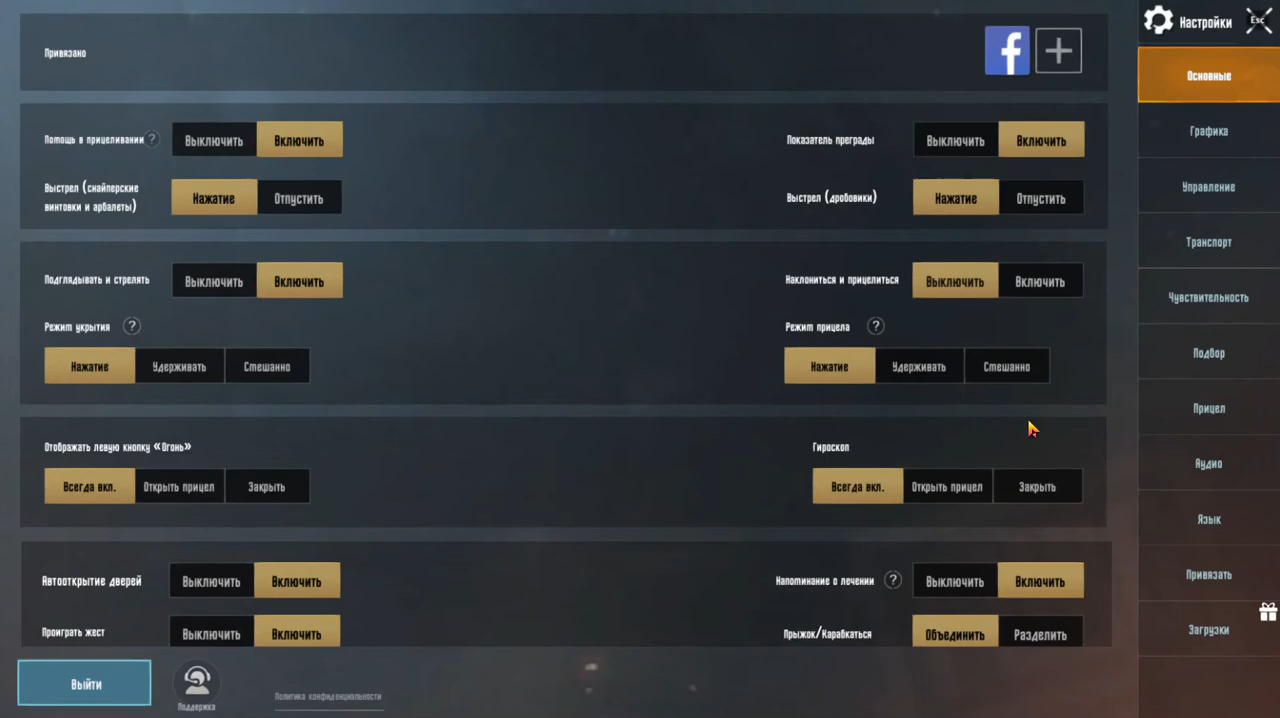 Привязано
Настройки
Esc
Основные
Графика
Управление
Транспорт
Чувствительность
Подбор
Прицел
Аудио
Язык
Привязать
Загрузки
Помощь в прицеливании ? Выключить Включить
Показатель преграды Выключить Включить
Выстрел (снайперские
винтовки и арбалеты) Нажатие Отпустить
Выстрел (дробовики) Нажатие Отпустить
Подглядывать и стрелять Выключить Включить
Наклониться и прицелиться Выключить Включить
Режим укрытия ?
Режим прицела ?
Нажатие Удерживать Смешанно
Нажатие Удерживать Смешанно
Отображать левую кнопку «Огонь»
Гироскоп
Всегда вкл. Открыть прицел Закрыть
Всегда вкл. Открыть прицел Закрыть
Автооткрытие дверей Выключить Включить
Напоминание о лечении ? Выключить Включить
Проиграть жест Выключить Включить
Прыжок/Карабкаться Объединить Разделить
Выйти
Поддержка
Политика конфиденциальности